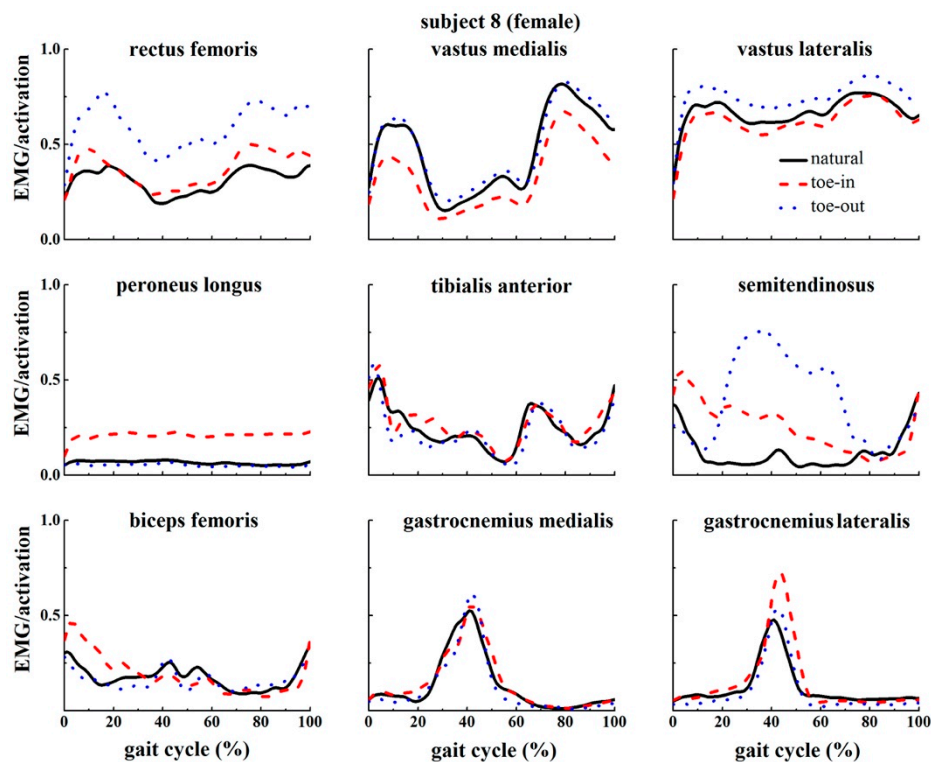 subject 8 (female)
rectus femoris
vastus medialis
vastus lateralis
EMG/activation
1.0
0.5
0.0
natural
toe-in
toe-out
peroneus longus
tibialis anterior
semitendinosus
EMG/activation
1.0
0.5
0.0
biceps femoris
gastrocnemius medialis
gastrocnemius lateralis
EMG/activation
1.0
0.5
0 20 40 60 80 100
0 20 40 60 80 100
0 20 40 60 80 100
gait cycle (%)
gait cycle (%)
gait cycle (%)